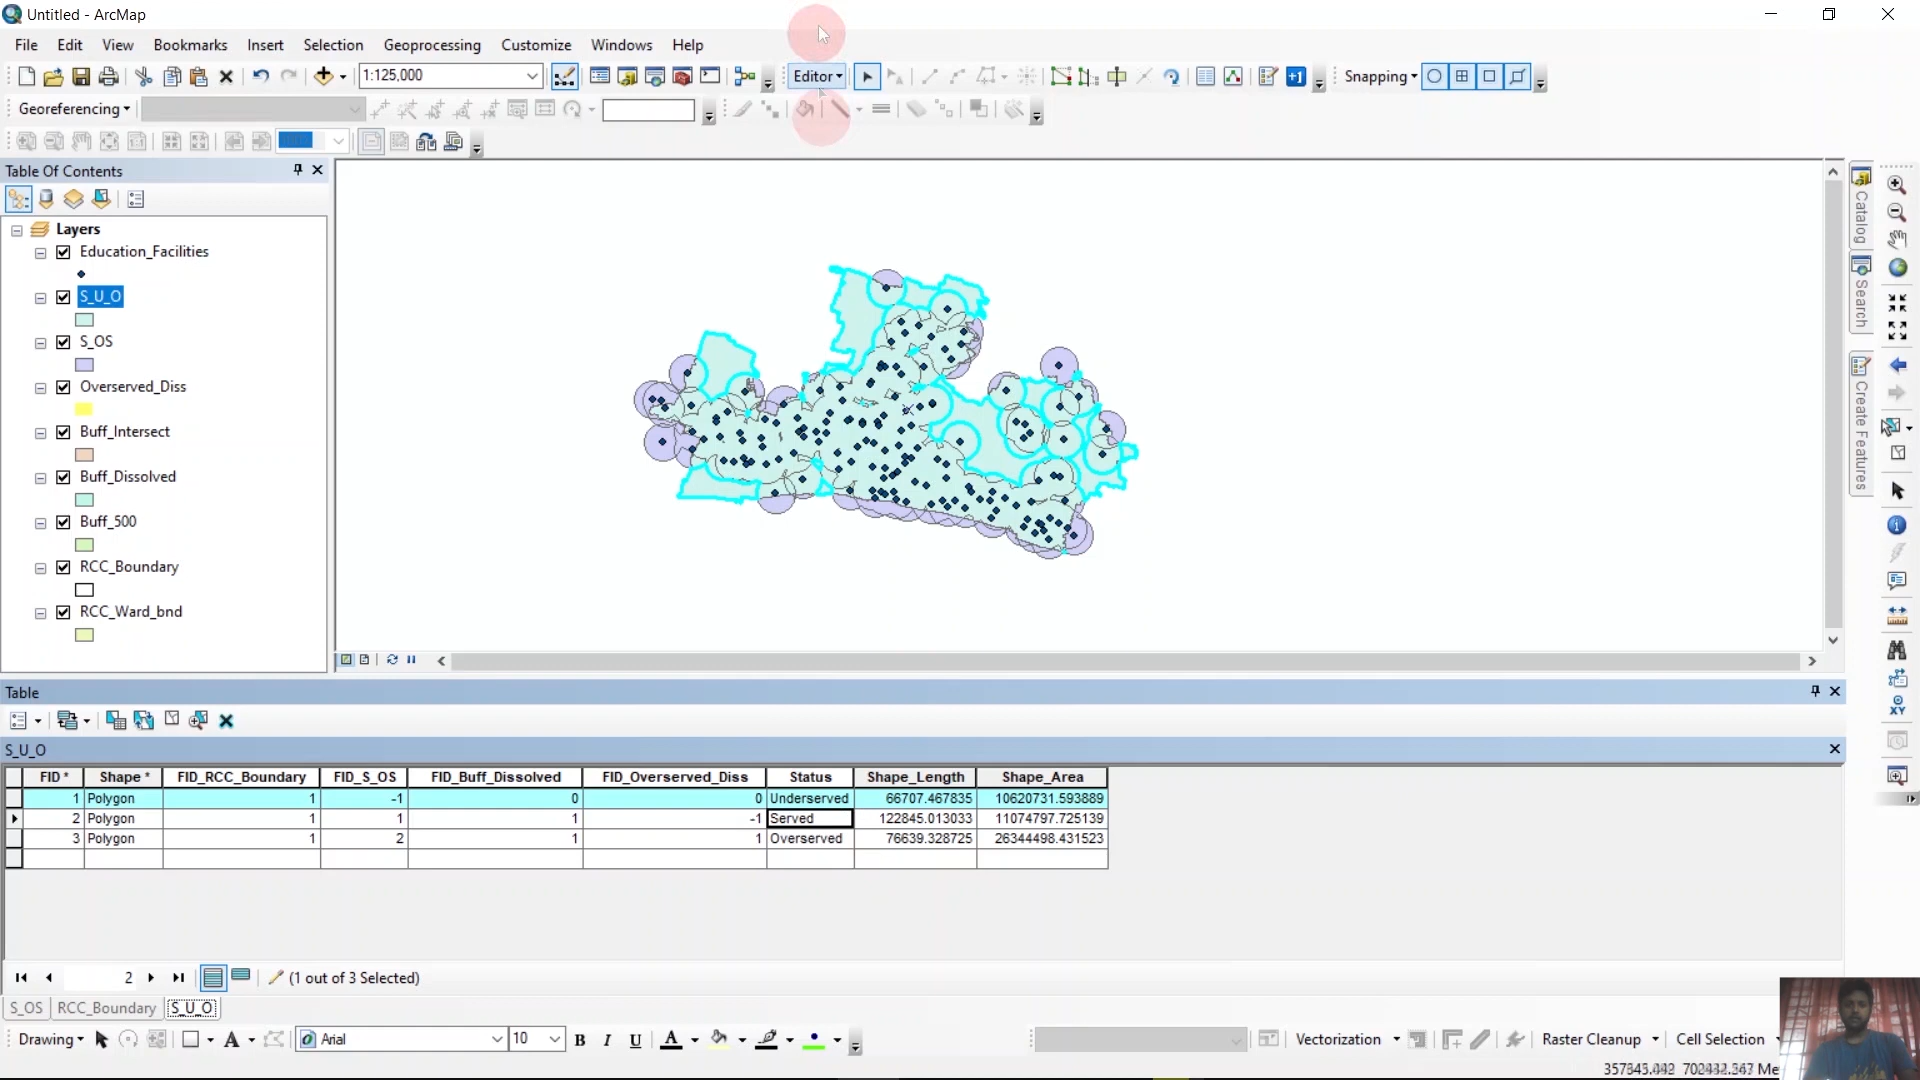 Untitled - ArcMap
File Edit View Bookmarks Insert Selection Geoprocessing Customize Windows Help
1:125,000 Editor Snapping
Georeferencing
Table Of Contents
Layers
Education_Facilities
S_U_O
S_OS
Overserved_Diss
Buff_Intersect
Buff_Dissolved
Buff_500
RCC_Boundary
RCC_Ward_bnd
Catalog
Search
Create Features
XY
Table
S_U_O
FID * Shape * FID_RCC_Boundary FID_S_OS FID_Buff_Dissolved FID_Overserved_Diss Status Shape_Length Shape_Area
1 Polygon 1 -1 0 0 Underserved 66707.467835 10620731.593889
2 Polygon 1 1 1 -1 Served 122845.013033 11074797.725139
3 Polygon 1 2 1 1 Overserved 76639.328725 26344498.431523
2 (1 out of 3 Selected)
S_OS RCC_Boundary S_U_O
Drawing A Arial 10 B I U A Vectorization Raster Cleanup Cell Selection